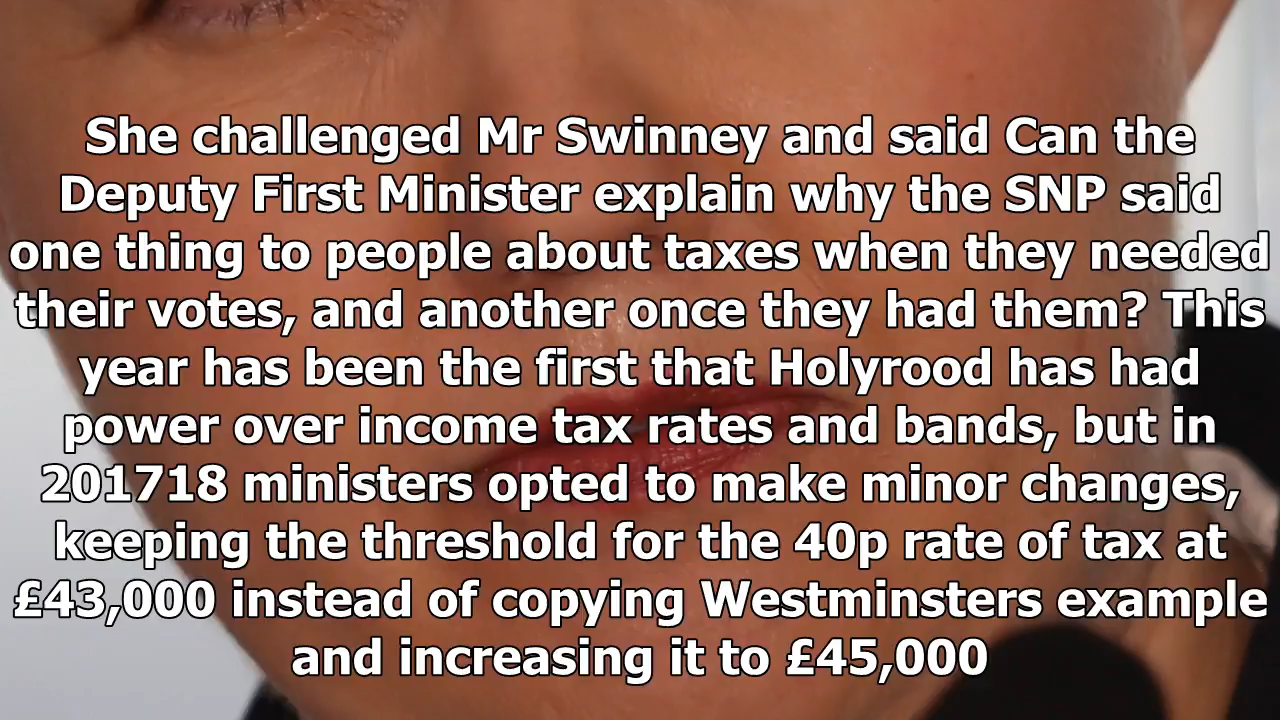 She challenged Mr Swinney and said Can the
Deputy First Minister explain why the SNP said
one thing to people about taxes when they needed
their votes, and another once they had them? This
year has been the first that Holyrood has had
power over income tax rates and bands, but in
201718 ministers opted to make minor changes,
keeping the threshold for the 40p rate of tax at
£43,000 instead of copying Westminsters example
and increasing it to £45,000